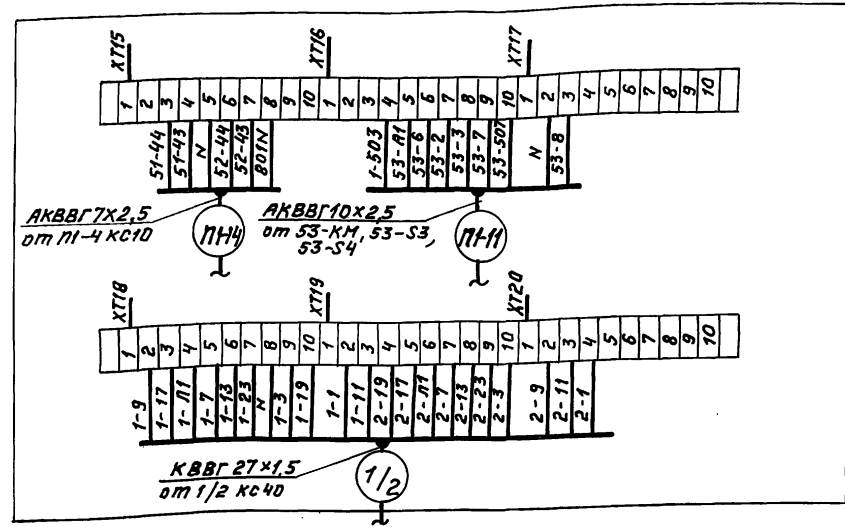 XT15 XT16 XT17
1 2 3 4 5 6 7 8 9 10 1 2 3 4 5 6 7 8 9 10 1 2 3 4 5 6 7 8 9 10
51-44 51-43 N 52-44 52-43 801N 1-503 53-Л1 53-6 53-2 53-3 53-7 53-507 N 53-8
АКВВГ7х2,5
от П1-4 КС10
П1-4
АКВВГ10х2,5
от 53-КМ, 53-S3,
53-S4
П1-11
XT18 XT19 XT20
1 2 3 4 5 6 7 8 9 10 1 2 3 4 5 6 7 8 9 10 1 2 3 4 5 6 7 8 9 10
1-9 1-17 1-Л1 1-7 1-13 1-23 N 1-3 1-19 1-1 1-11 2-19 2-17 2-Л1 2-7 2-13 2-23 2-3 2-9 2-11 2-1
КВВГ 27х1,5
от 1/2 КС40
1/2